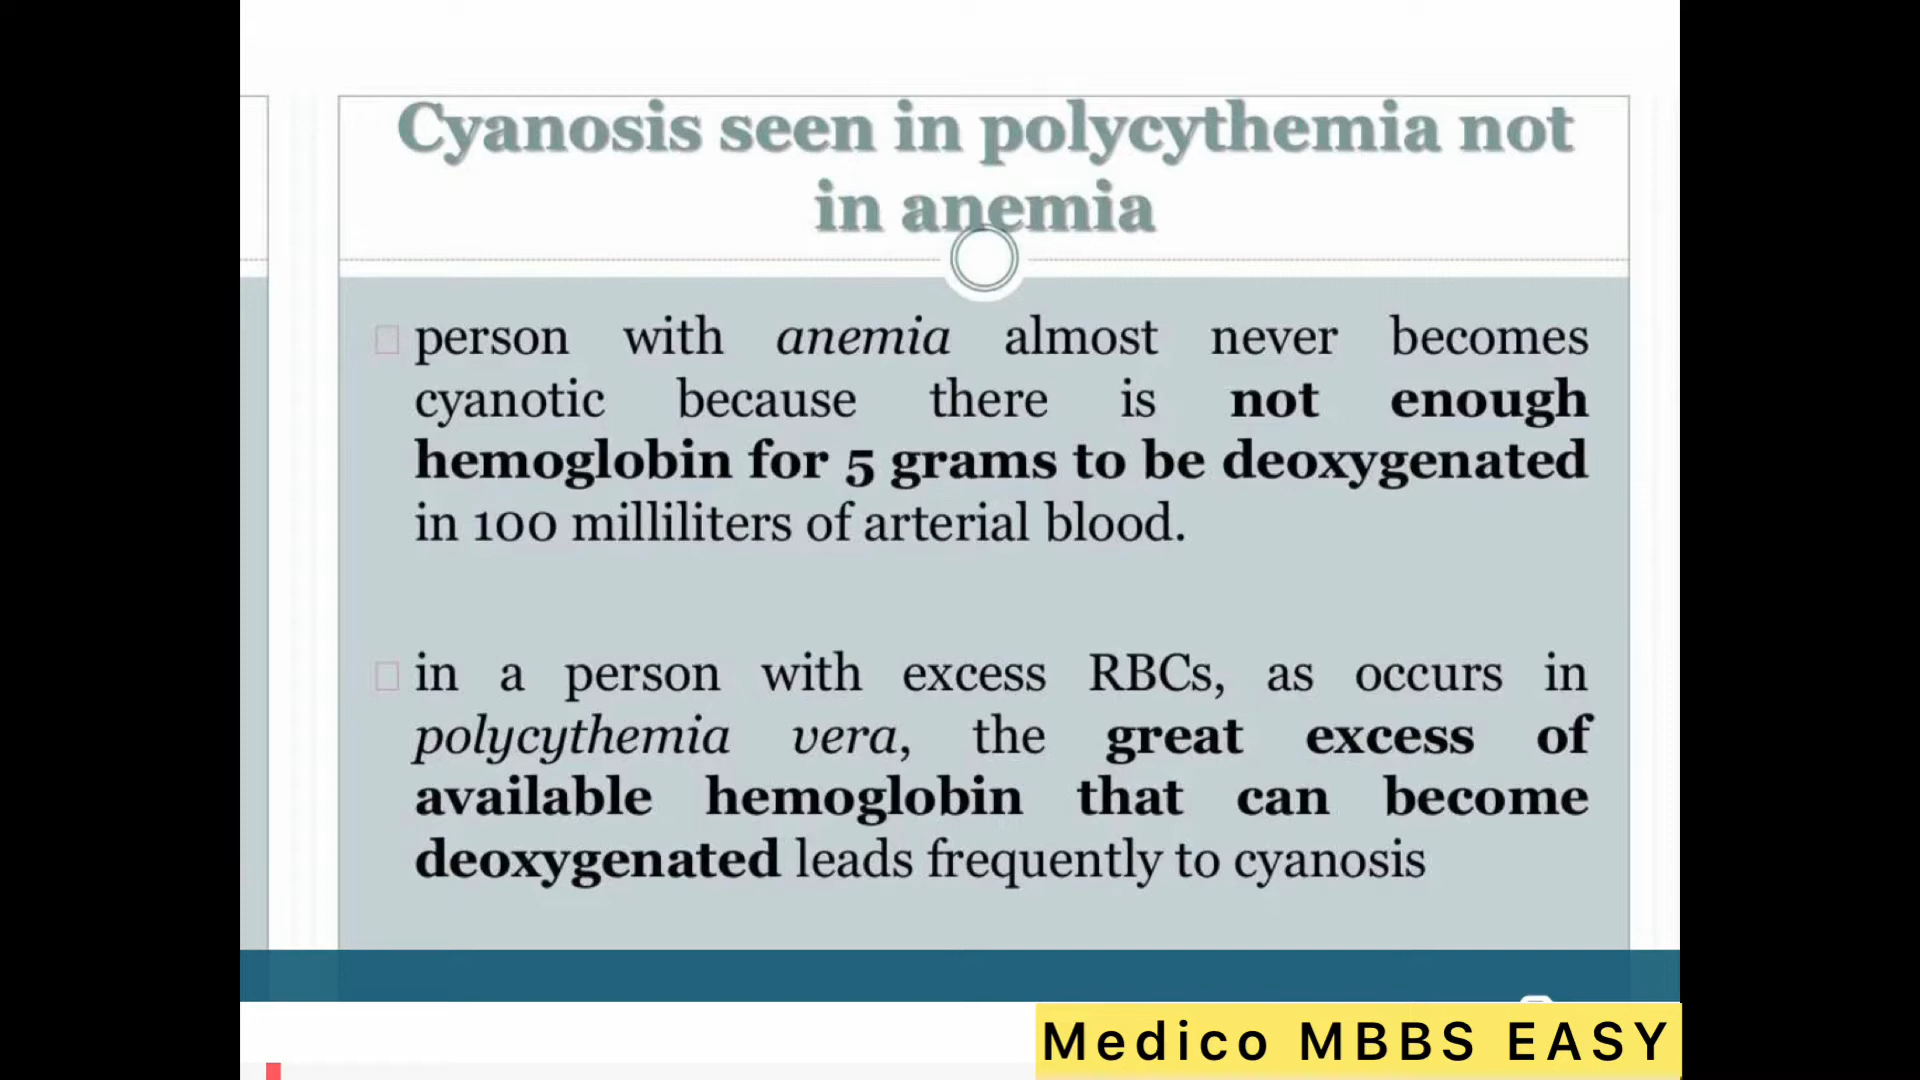 Cyanosis seen in polycythemia not
in anemia
person with anemia almost never becomes
cyanotic because there is not enough
hemoglobin for 5 grams to be deoxygenated
in 100 milliliters of arterial blood.
in a person with excess RBCs, as occurs in
polycythemia vera, the great excess of
available hemoglobin that can become
deoxygenated leads frequently to cyanosis
Medico MBBS EASY